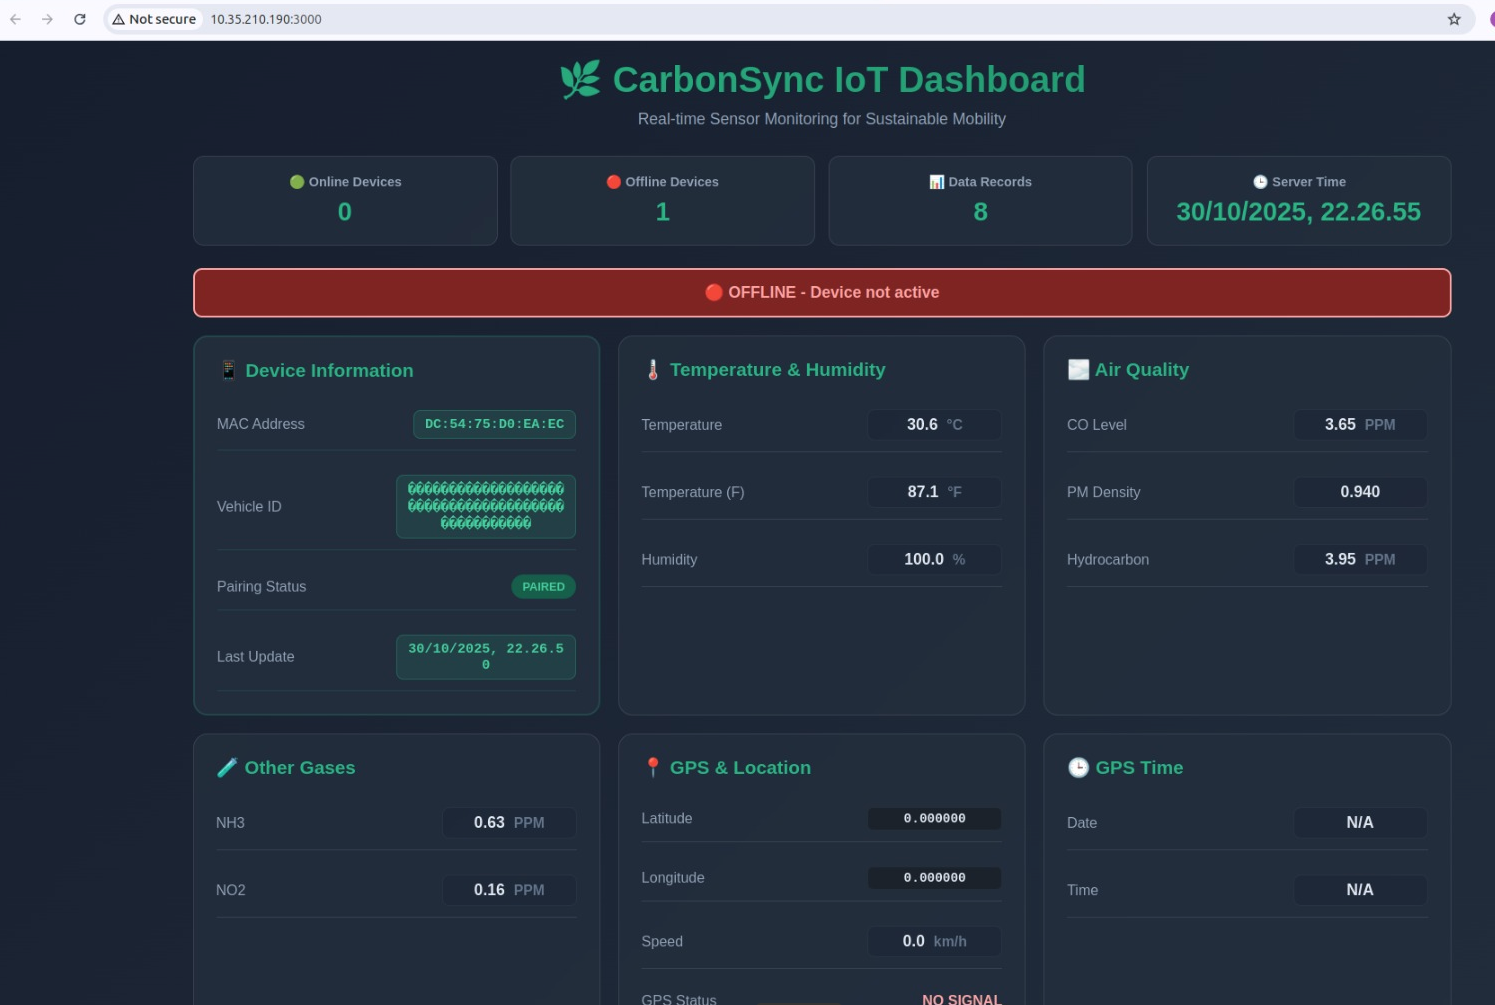 Not secure 10.35.210.190:3000
CarbonSync IoT Dashboard
Real-time Sensor Monitoring for Sustainable Mobility
Online Devices
0
Offline Devices
1
Data Records
8
Server Time
30/10/2025, 22.26.55
OFFLINE - Device not active
Device Information
MAC Address DC:54:75:D0:EA:EC
Vehicle ID
Pairing Status PAIRED
Last Update 30/10/2025, 22.26.5
0
Temperature & Humidity
Temperature 30.6 °C
Temperature (F) 87.1 °F
Humidity 100.0 %
Air Quality
CO Level 3.65 PPM
PM Density 0.940
Hydrocarbon 3.95 PPM
Other Gases
NH3 0.63 PPM
NO2 0.16 PPM
GPS & Location
Latitude 0.000000
Longitude 0.000000
Speed 0.0 km/h
GPS Status NO SIGNAL
GPS Time
Date N/A
Time N/A